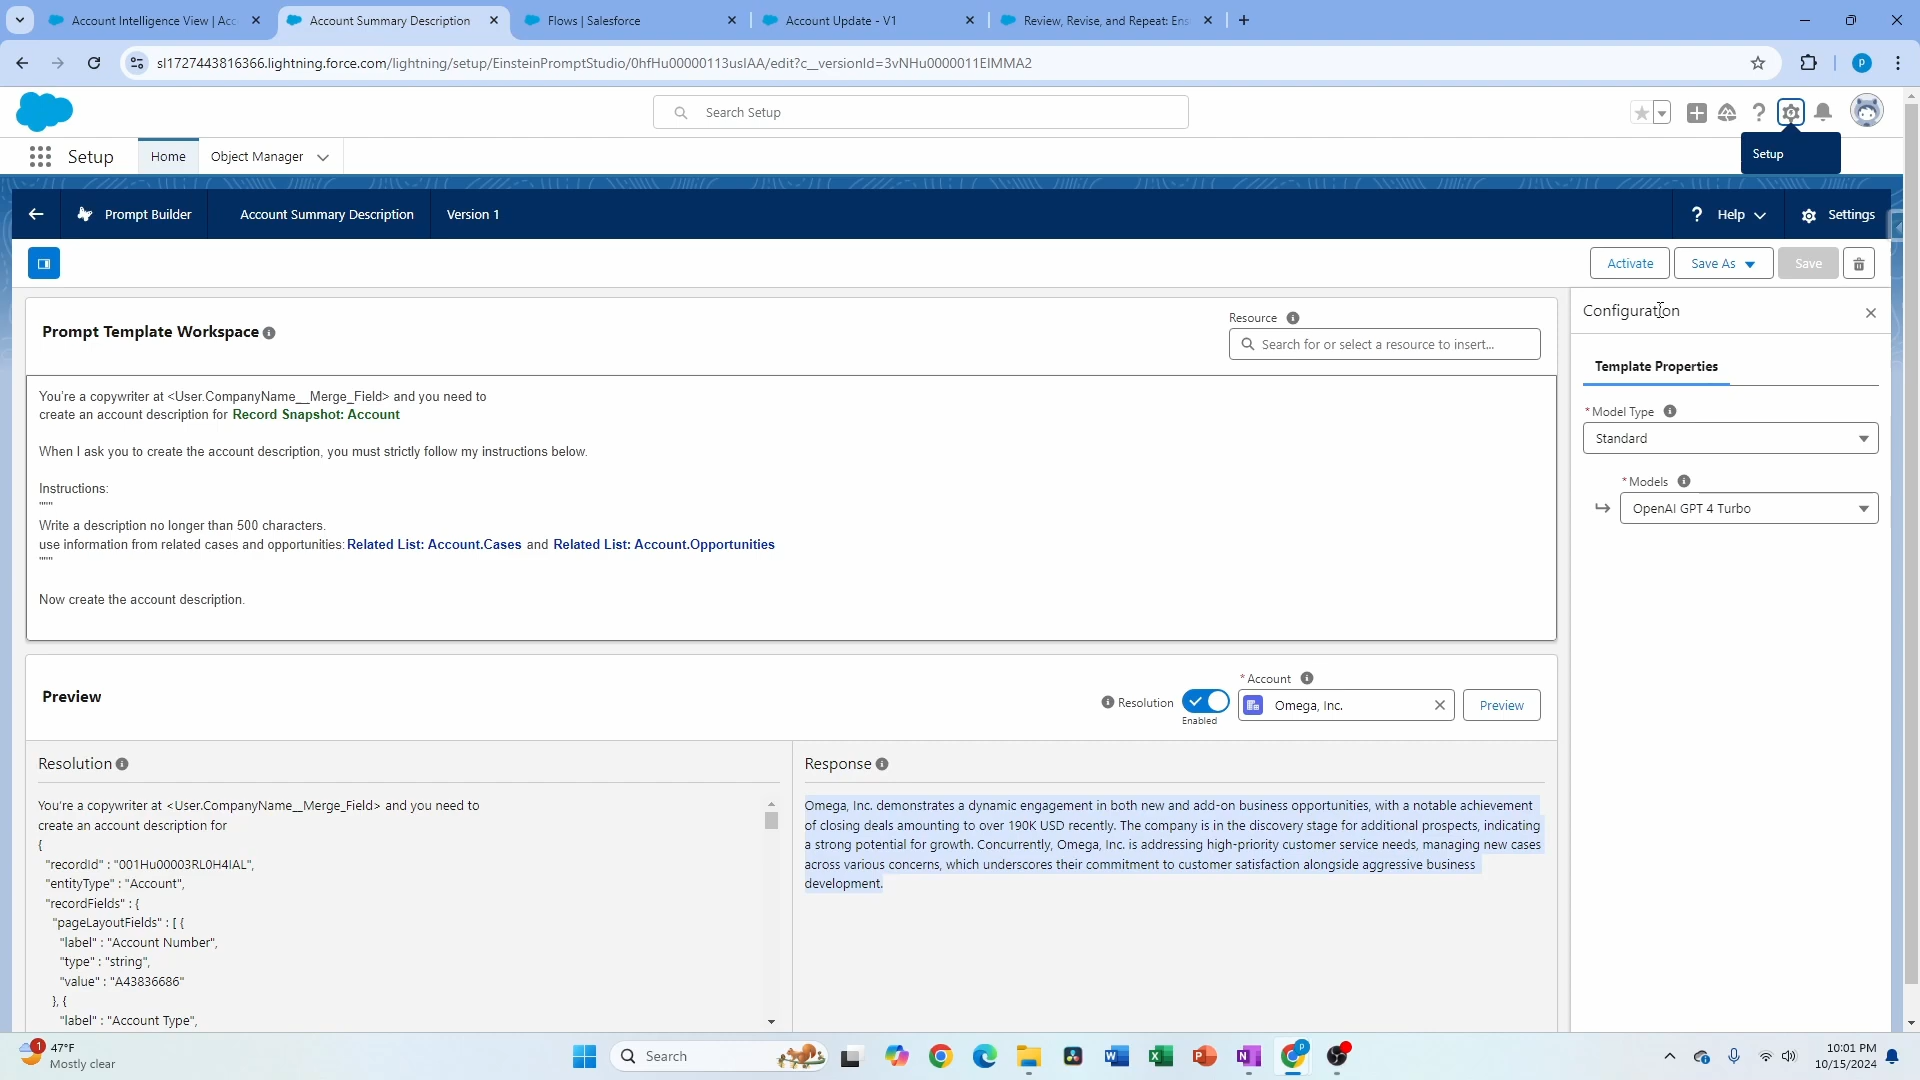 Account Intelligence View | Acc
Account Summary Description
Flows | Salesforce
Account Update - V1
Review, Revise, and Repeat: Ens
sl1727443816366.lightning.force.com/lightning/setup/EinsteinPromptStudio/0hfHu00000113usIAA/edit?c__versionId=3vNHu0000011EIMMA2
P
Search Setup
Setup
Home
Object Manager
Setup
Prompt Builder
Account Summary Description
Version 1
Help
Settings
Activate
Save As
Save
Prompt Template Workspace
Resource
Search for or select a resource to insert...
You're a copywriter at <User.CompanyName__Merge_Field> and you need to
create an account description for Record Snapshot: Account
When I ask you to create the account description, you must strictly follow my instructions below.
Instructions:
"""
Write a description no longer than 500 characters.
use information from related cases and opportunities: Related List: Account.Cases and Related List: Account.Opportunities
"""
Now create the account description.
Configuration
Template Properties
* Model Type
Standard
* Models
OpenAI GPT 4 Turbo
Preview
Resolution
Enabled
* Account
Omega, Inc.
Preview
Resolution
You're a copywriter at <User.CompanyName__Merge_Field> and you need to
create an account description for
{
"recordId" : "001Hu00003RL0H4IAL",
"entityType" : "Account",
"recordFields" : {
"pageLayoutFields" : [ {
"label" : "Account Number",
"type" : "string",
"value" : "A43836686"
}, {
"label" : "Account Type",
Response
Omega, Inc. demonstrates a dynamic engagement in both new and add-on business opportunities, with a notable achievement
of closing deals amounting to over 190K USD recently. The company is in the discovery stage for additional prospects, indicating
a strong potential for growth. Concurrently, Omega, Inc. is addressing high-priority customer service needs, managing new cases
across various concerns, which underscores their commitment to customer satisfaction alongside aggressive business
development.
1
47°F
Mostly clear
Search
P
10:01 PM
10/15/2024